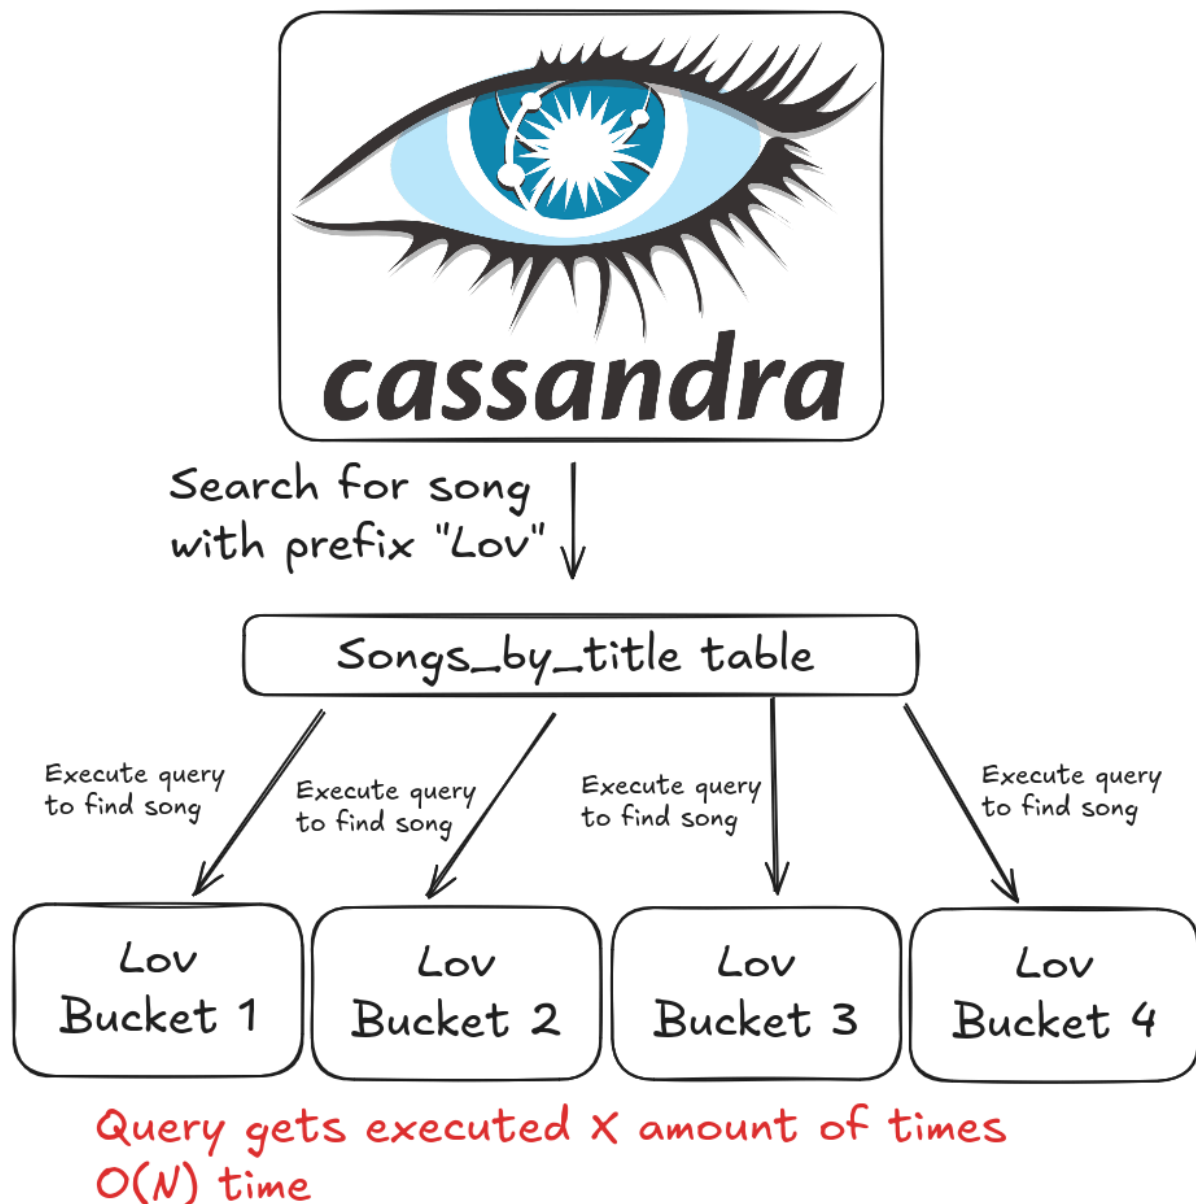 cassandra
Search for song
with prefix "Lov"
Songs_by_title table
Execute query
to find song
Execute query
to find song
Execute query
to find song
Execute query
to find song
Lov
Bucket 1
Lov
Bucket 2
Lov
Bucket 3
Lov
Bucket 4
Query gets executed X amount of times
O(N) time